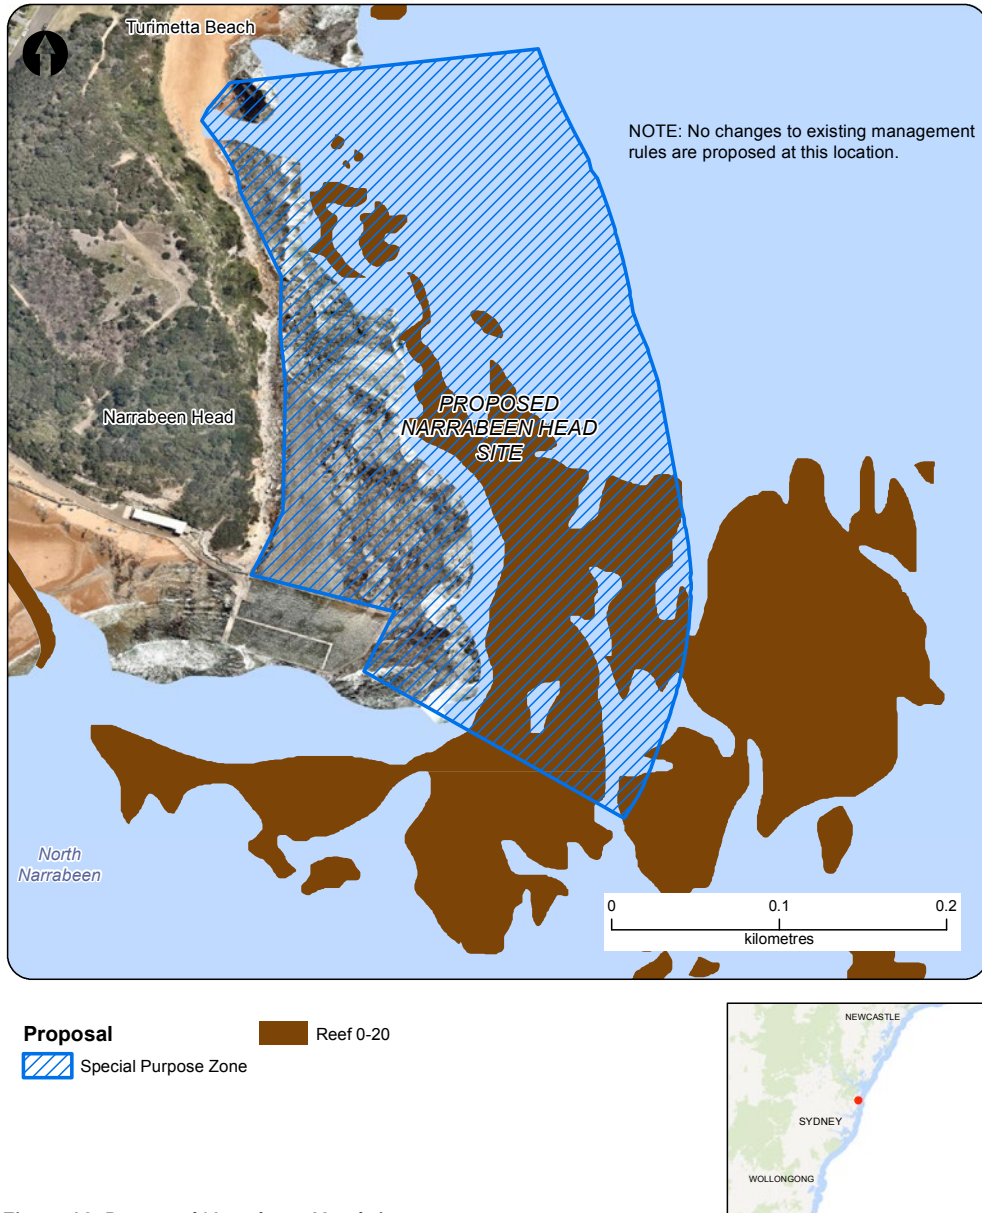 Turimetta Beach
NOTE: No changes to existing management
rules are proposed at this location.
PROPOSED
NARRABEEN HEAD
SITE
Narrabeen Head
North
Narrabeen
0 0.1 0.2
kilometres
Proposal
Reef 0-20
Special Purpose Zone
NEWCASTLE
SYDNEY
WOLLONGONG